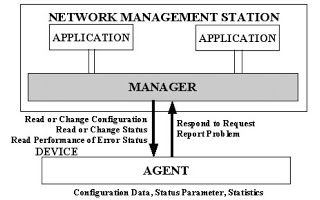 NETWORK MANAGEMENT STATION
APPLICATION
APPLICATION
MANAGER
Read or Change Configuration
Read or Change Status
Read Performance of Error Status
Respond to Request
Report Problem
DEVICE
AGENT
Configuration Data, Status Parameter, Statistics